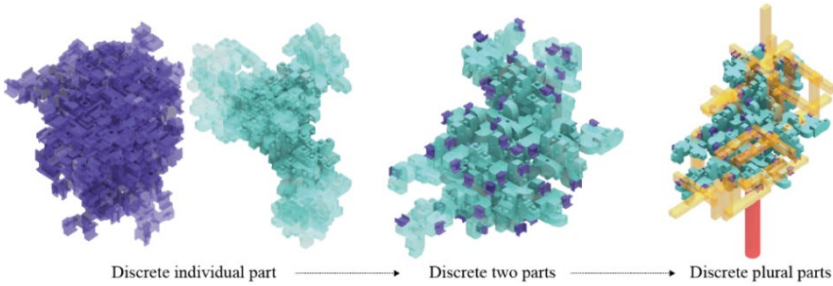 Discrete individual part
Discrete two parts
Discrete plural parts